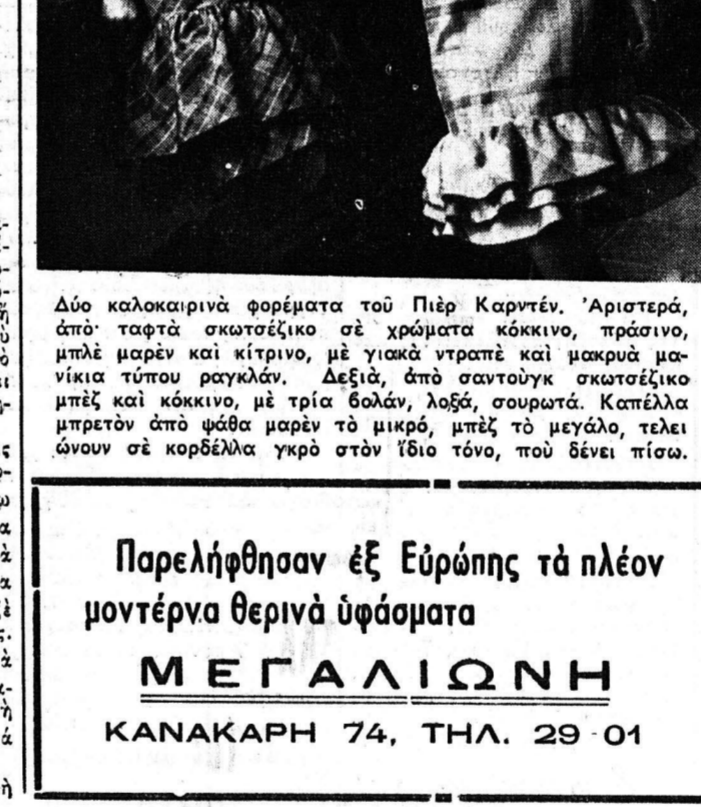 Δύο καλοκαιρινὰ φορέματα τοῦ Πιὲρ Καρντέν. Ἀριστερά,
ἀπὸ ταφτὰ σκωτσέζικο σὲ χρώματα κόκκινο, πράσινο,
μπλὲ μαρὲν καὶ κίτρινο, μὲ γιακὰ ντραπὲ καὶ μακρυὰ μα-
νίκια τύπου ραγκλάν. Δεξιὰ, ἀπὸ σαντοὺγκ σκωτσέζικο
μπὲζ καὶ κόκκινο, μὲ τρία βολάν, λοξά, σουρωτά. Καπέλλα
μπρετὸν ἀπὸ ψάθα μαρὲν τὸ μικρό, μπὲζ τὸ μεγάλο, τελει
ώνουν σὲ κορδέλλα γκρὸ στὸν ἴδιο τόνο, ποὺ δένει πίσω.
Παρελήφθησαν ἐξ Εὐρώπης τὰ πλέον
μοντέρνα θερινὰ ὑφάσματα
ΜΕΓΑΛΙΩΝΗ
ΚΑΝΑΚΑΡΗ 74, ΤΗΛ. 29-01